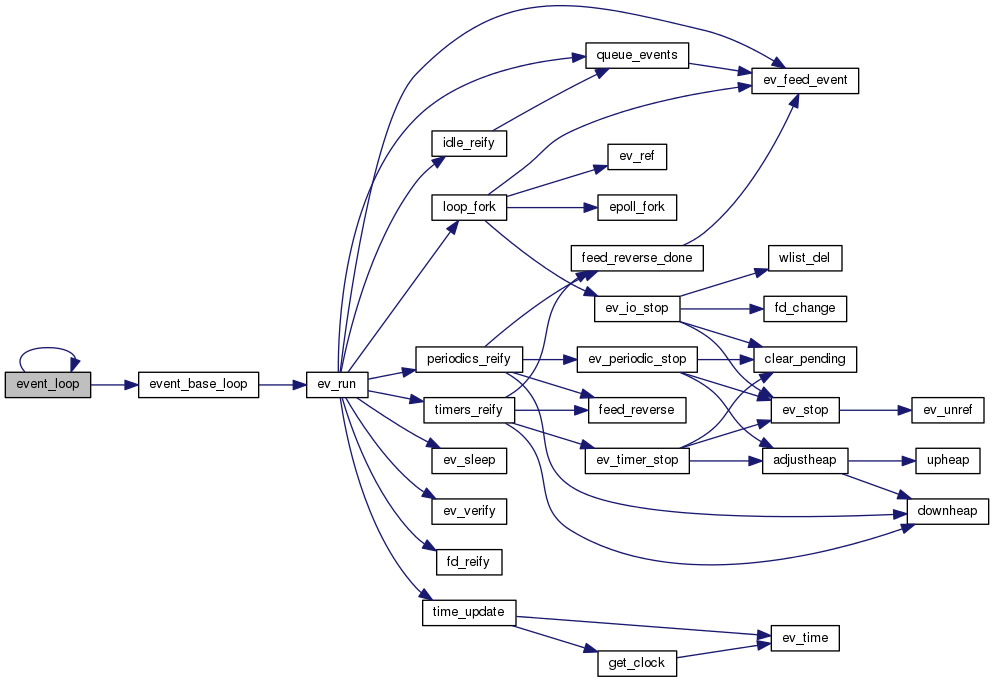 event_loop
event_base_loop
ev_run
queue_events
idle_reify
loop_fork
periodics_reify
timers_reify
ev_sleep
ev_verify
fd_reify
time_update
ev_feed_event
ev_ref
epoll_fork
feed_reverse_done
ev_io_stop
ev_periodic_stop
feed_reverse
ev_timer_stop
get_clock
wlist_del
fd_change
clear_pending
ev_stop
adjustheap
ev_time
ev_unref
upheap
downheap